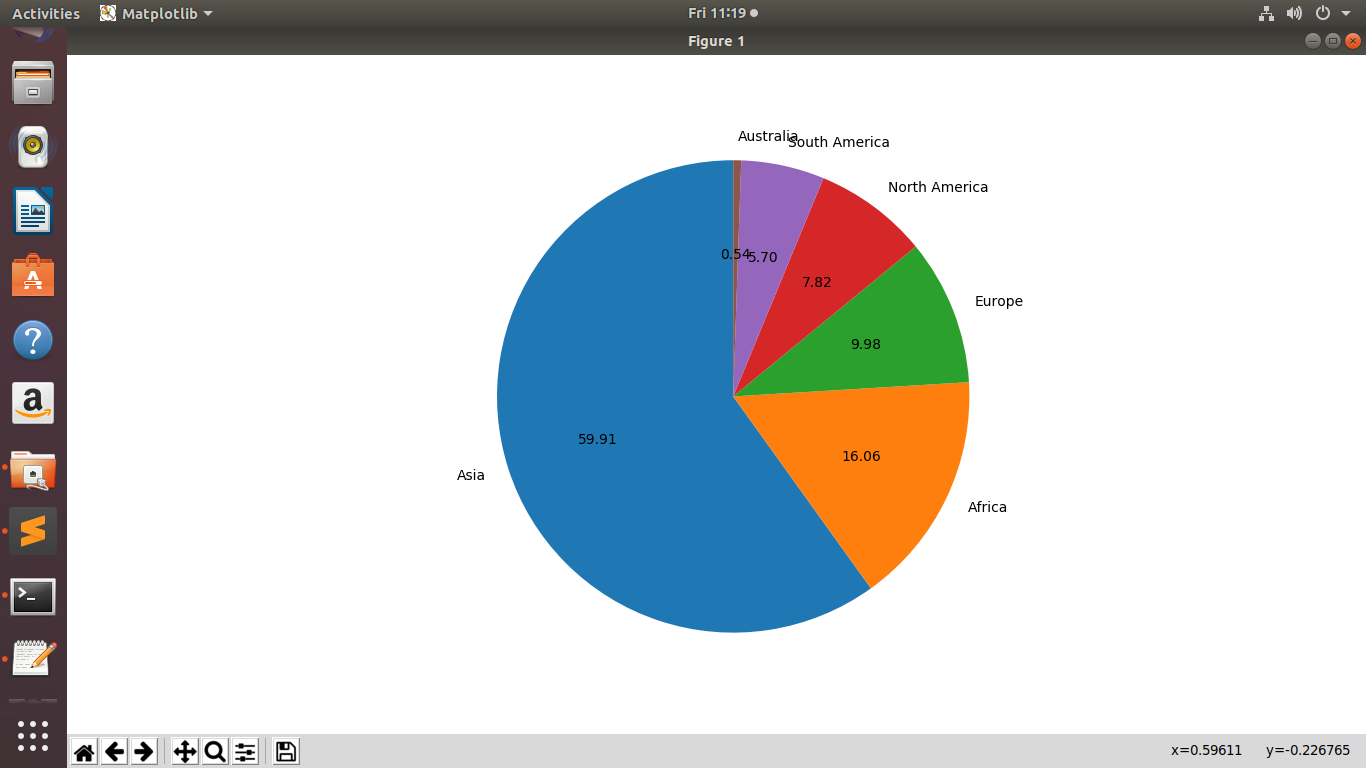 Activities
Matplotlib
Fri 11:19
Figure 1
Australia
South America
North America
0.54
5.70
7.82
Europe
9.98
59.91
16.06
Asia
Africa
x=0.59611 y=-0.226765